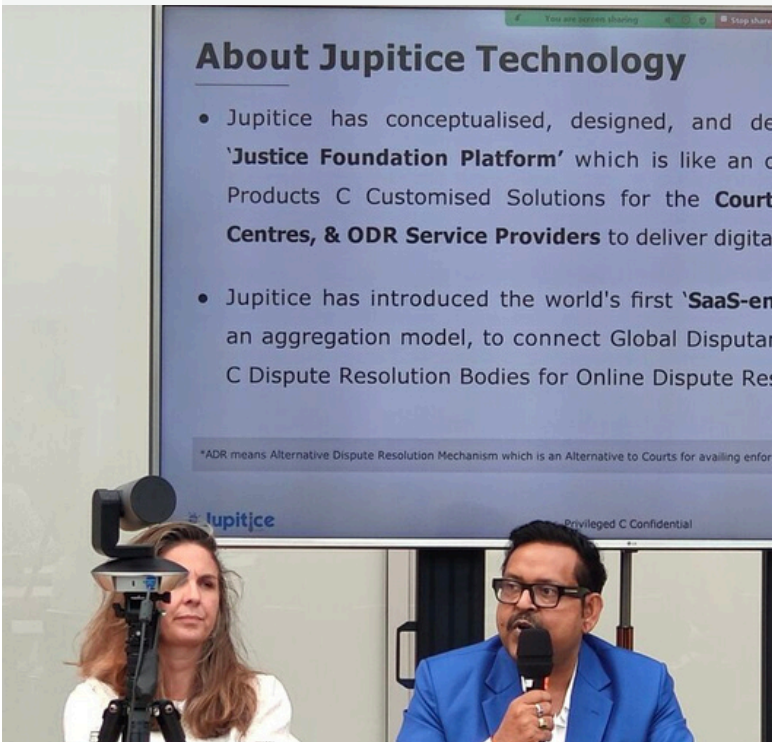 You are screen sharing
Stop share
About Jupitice Technology
• Jupitice has conceptualised, designed, and de
‘Justice Foundation Platform’ which is like an o
Products C Customised Solutions for the Court
Centres, & ODR Service Providers to deliver digita
• Jupitice has introduced the world's first ‘SaaS-en
an aggregation model, to connect Global Disputan
C Dispute Resolution Bodies for Online Dispute Res
*ADR means Alternative Dispute Resolution Mechanism which is an Alternative to Courts for availing enfor
Jupitice
Privileged C Confidential